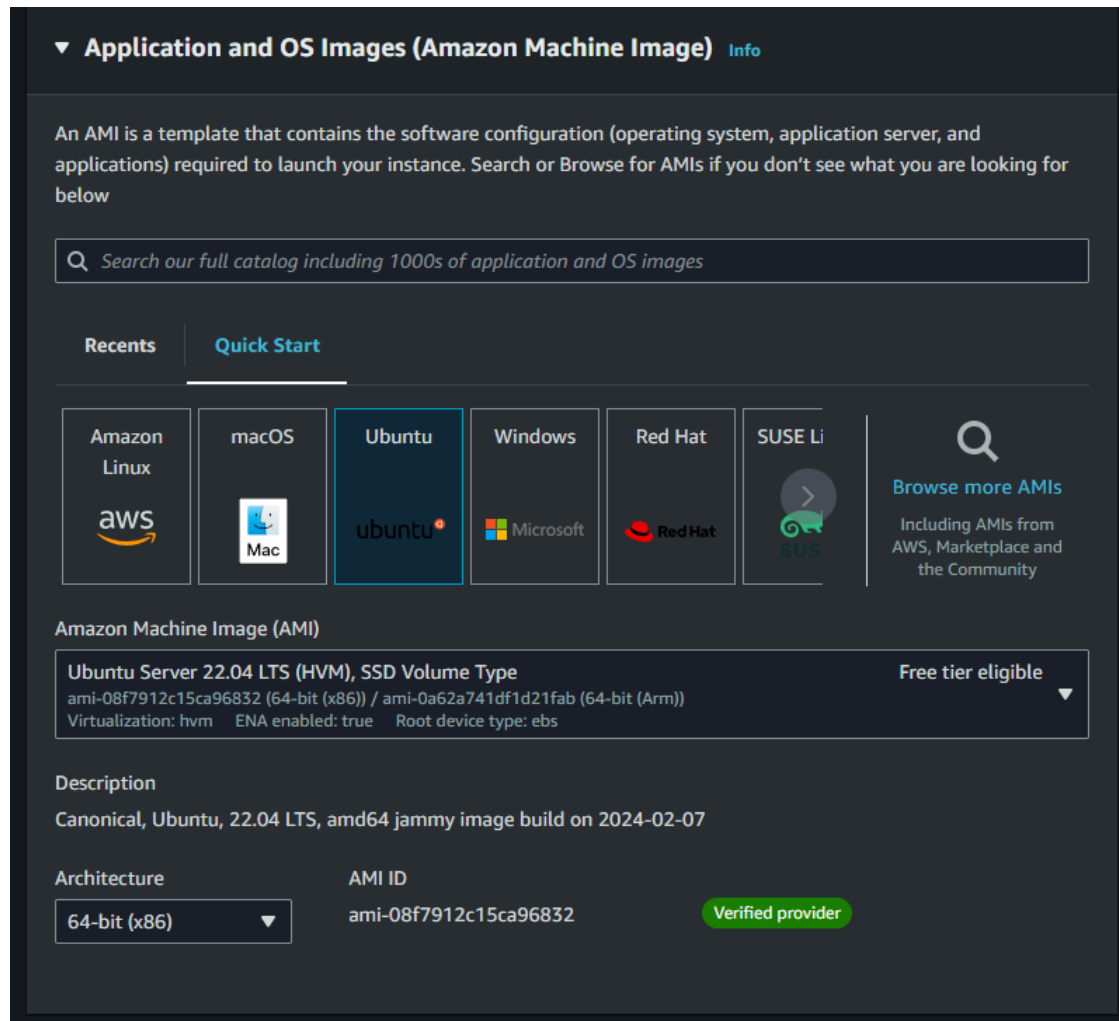 Application and OS Images (Amazon Machine Image) Info
An AMI is a template that contains the software configuration (operating system, application server, and
applications) required to launch your instance. Search or Browse for AMIs if you don't see what you are looking for
below
Search our full catalog including 1000s of application and OS images
Recents
Quick Start
Amazon
Linux
aws
macOS
Mac
Ubuntu
ubuntu
Windows
Microsoft
Red Hat
Red Hat
SUSE Li
SUS
Browse more AMIs
Including AMIs from
AWS, Marketplace and
the Community
Amazon Machine Image (AMI)
Ubuntu Server 22.04 LTS (HVM), SSD Volume Type
Free tier eligible
ami-08f7912c15ca96832 (64-bit (x86)) / ami-0a62a741df1d21fab (64-bit (Arm))
Virtualization: hvm ENA enabled: true Root device type: ebs
Description
Canonical, Ubuntu, 22.04 LTS, amd64 jammy image build on 2024-02-07
Architecture
64-bit (x86)
AMI ID
ami-08f7912c15ca96832
Verified provider